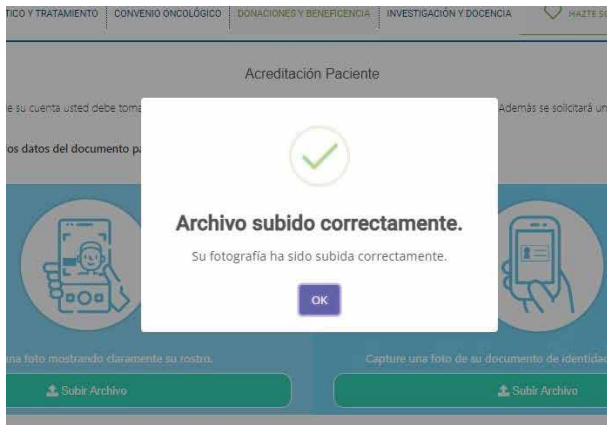 TICO Y TRATAMIENTO CONVENIO ONCOLÓGICO DONACIONES Y BENEFICENCIA INVESTIGACIÓN Y DOCENCIA HAZTE SO
Acreditación Paciente
e su cuenta usted debe toma Además se solicitará un
os datos del documento pa
Archivo subido correctamente.
Su fotografía ha sido subida correctamente.
OK
una foto mostrando claramente su rostro. Capture una foto de su documento de identidad
Subir Archivo Subir Archivo